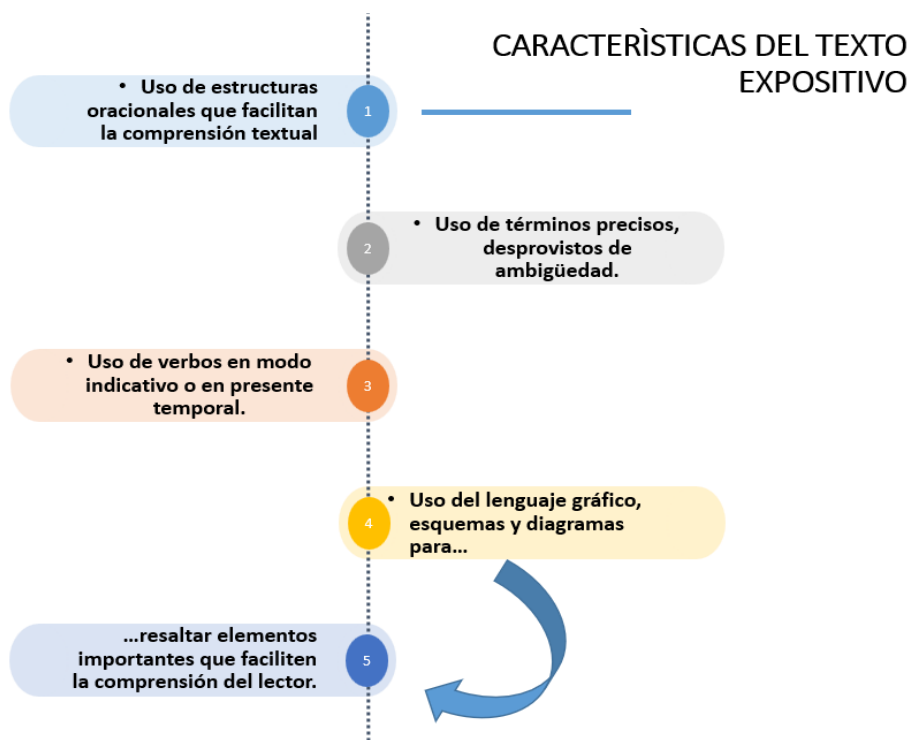 CARACTERÌSTICAS DEL TEXTO
EXPOSITIVO
• Uso de estructuras
oracionales que facilitan
la comprensión textual
1
• Uso de términos precisos,
desprovistos de
ambigüedad.
2
• Uso de verbos en modo
indicativo o en presente
temporal.
3
• Uso del lenguaje gráfico,
esquemas y diagramas
para...
4
...resaltar elementos
importantes que faciliten
la comprensión del lector.
5